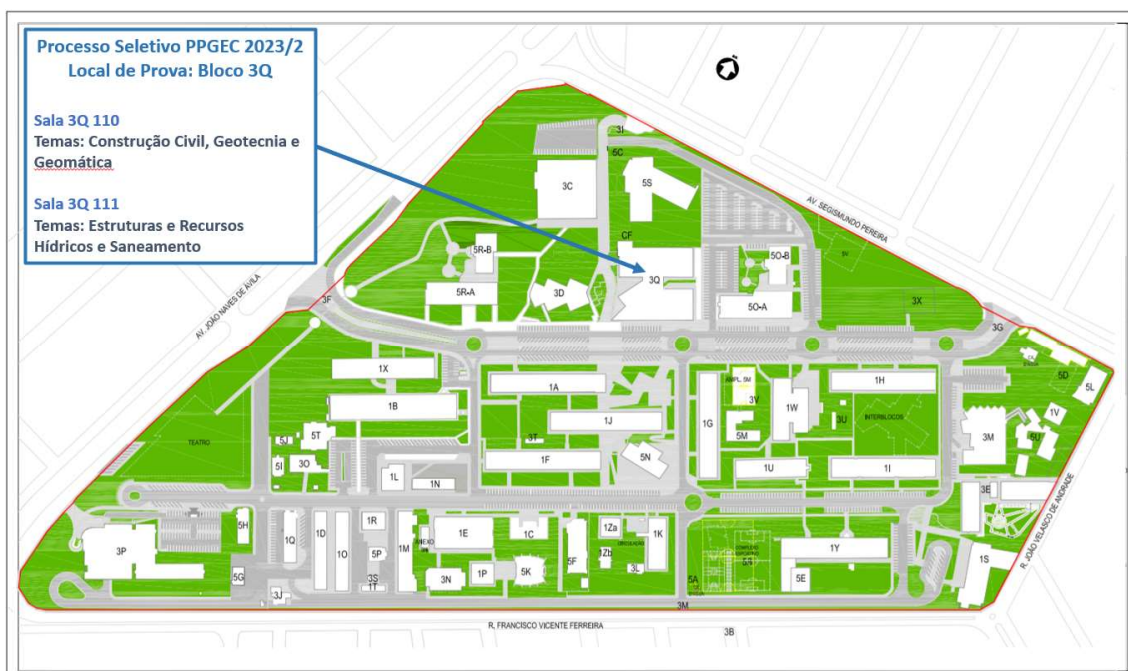 Processo Seletivo PPGEC 2023/2
Local de Prova: Bloco 3Q
Sala 3Q 110
Temas: Construção Civil, Geotecnia e
Geomática
Sala 3Q 111
Temas: Estruturas e Recursos
Hídricos e Saneamento
3I
5C
3C
5S
AV. SEGISMUNDO PEREIRA
CF
5R-B
5O-B
5V
3Q
5R-A
3D
5O-A
3X
3F
3G
AV. JOÃO NAVES DE ÁVILA
1X
1A
AMPL. 5M
3V
1H
5D
5L
1B
1J
1G
1W
3U
INTERBLOCOS
1V
TEATRO
5J
5T
3T
5M
3M
5U
5I
3O
1F
5N
1U
1I
1L
1N
3E
R. JOÃO VELASCO DE ANDRADE
5H
1R
1E
1C
1Za
1K
3P
1Q
1D
1O
1M
5F
1Y
5P
1Zb
1S
5G
3S
3N
1P
5K
3L
5A
5E
3J
1T
3M
R. FRANCISCO VICENTE FERREIRA
3B